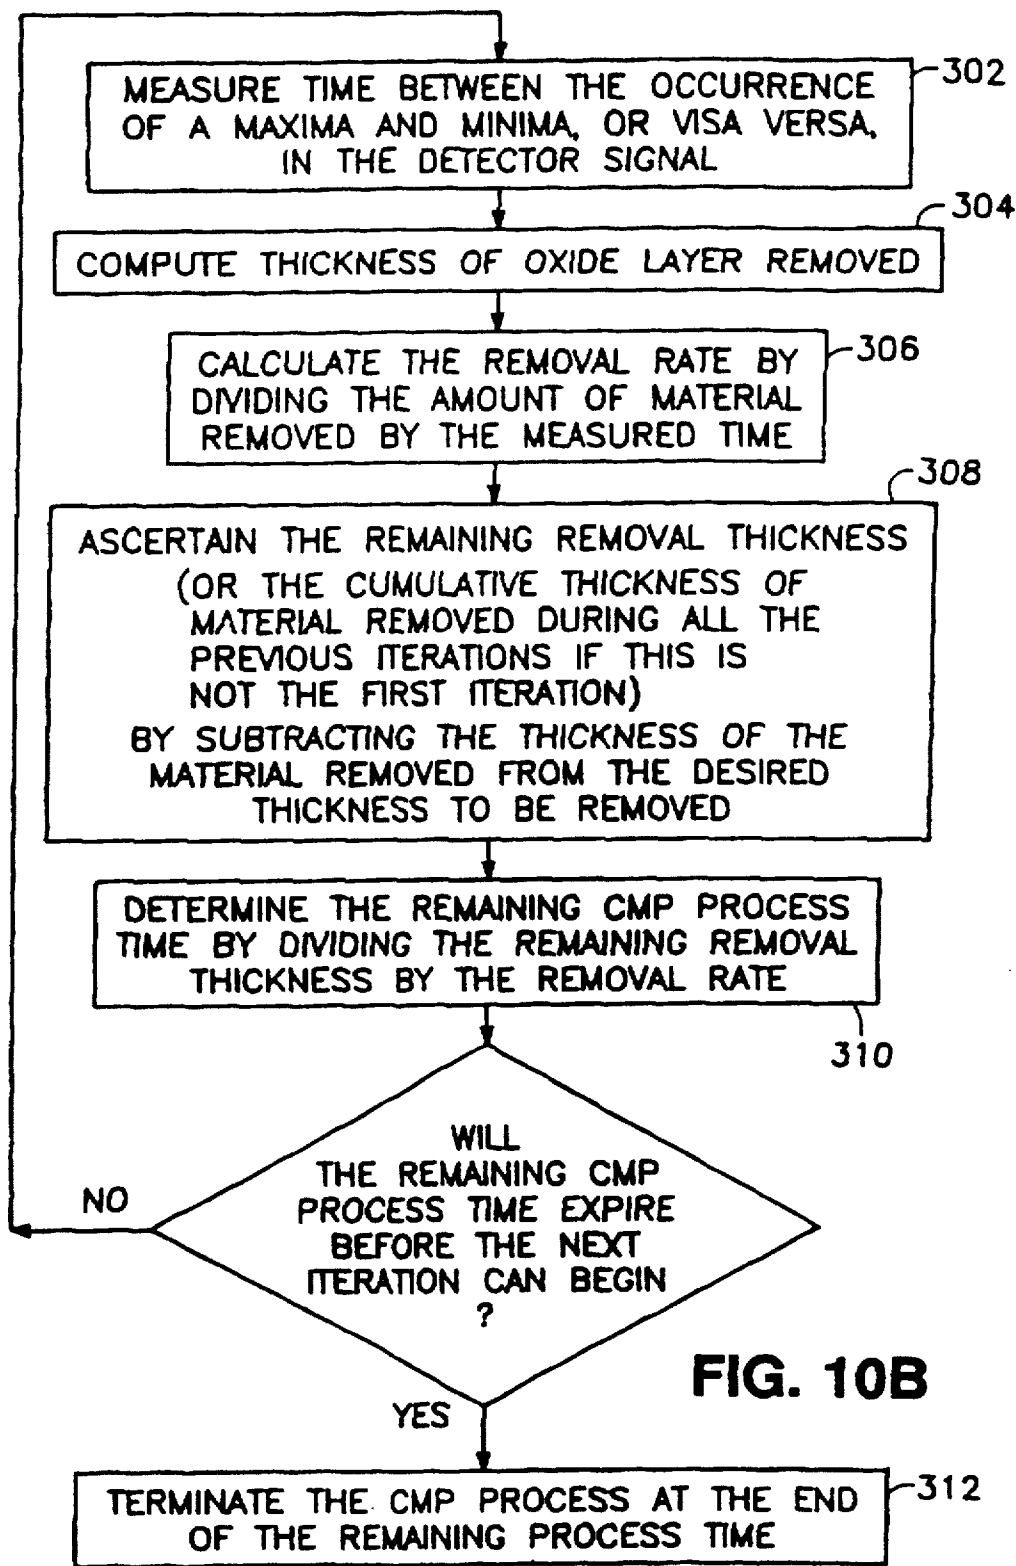 302
MEASURE TIME BETWEEN THE OCCURRENCE
OF A MAXIMA AND MINIMA, OR VISA VERSA,
IN THE DETECTOR SIGNAL
304
COMPUTE THICKNESS OF OXIDE LAYER REMOVED
306
CALCULATE THE REMOVAL RATE BY
DIVIDING THE AMOUNT OF MATERIAL
REMOVED BY THE MEASURED TIME
308
ASCERTAIN THE REMAINING REMOVAL THICKNESS
(OR THE CUMULATIVE THICKNESS OF
MATERIAL REMOVED DURING ALL THE
PREVIOUS ITERATIONS IF THIS IS
NOT THE FIRST ITERATION)
BY SUBTRACTING THE THICKNESS OF THE
MATERIAL REMOVED FROM THE DESIRED
THICKNESS TO BE REMOVED
DETERMINE THE REMAINING CMP PROCESS
TIME BY DIVIDING THE REMAINING REMOVAL
THICKNESS BY THE REMOVAL RATE
310
WILL
THE REMAINING CMP
PROCESS TIME EXPIRE
BEFORE THE NEXT
ITERATION CAN BEGIN
?
NO
FIG. 10B
YES
312
TERMINATE THE CMP PROCESS AT THE END
OF THE REMAINING PROCESS TIME